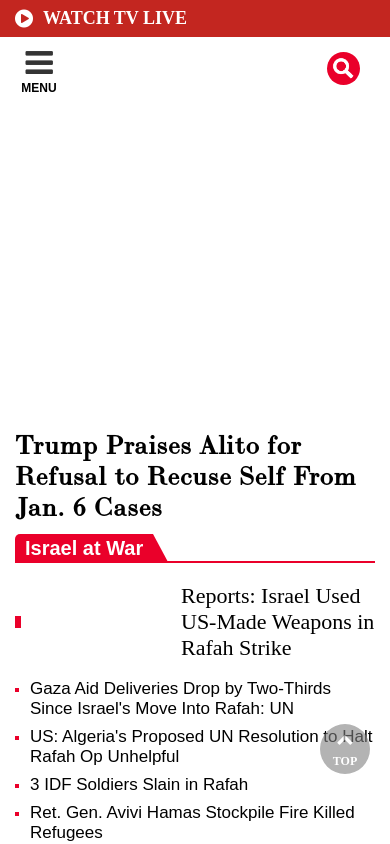 WATCH TV LIVE
MENU
Trump Praises Alito for
Refusal to Recuse Self From
Jan. 6 Cases
Israel at War
Reports: Israel Used
US-Made Weapons in
Rafah Strike
Gaza Aid Deliveries Drop by Two-Thirds
Since Israel's Move Into Rafah: UN
US: Algeria's Proposed UN Resolution to Halt
Rafah Op Unhelpful
TOP
3 IDF Soldiers Slain in Rafah
Ret. Gen. Avivi Hamas Stockpile Fire Killed
Refugees